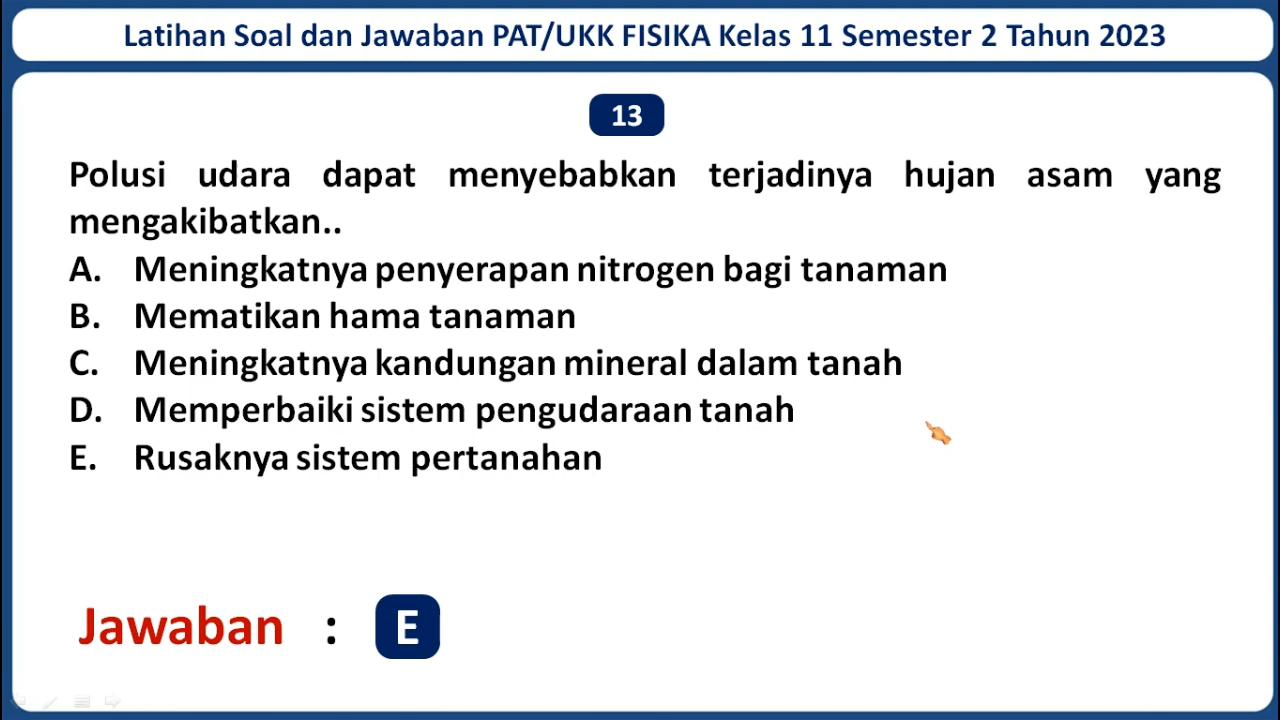 Latihan Soal dan Jawaban PAT/UKK FISIKA Kelas 11 Semester 2 Tahun 2023
13
Polusi udara dapat menyebabkan terjadinya hujan asam yang
mengakibatkan..
A. Meningkatnya penyerapan nitrogen bagi tanaman
B. Mematikan hama tanaman
C. Meningkatnya kandungan mineral dalam tanah
D. Memperbaiki sistem pengudaraan tanah
E. Rusaknya sistem pertanahan
Jawaban : E